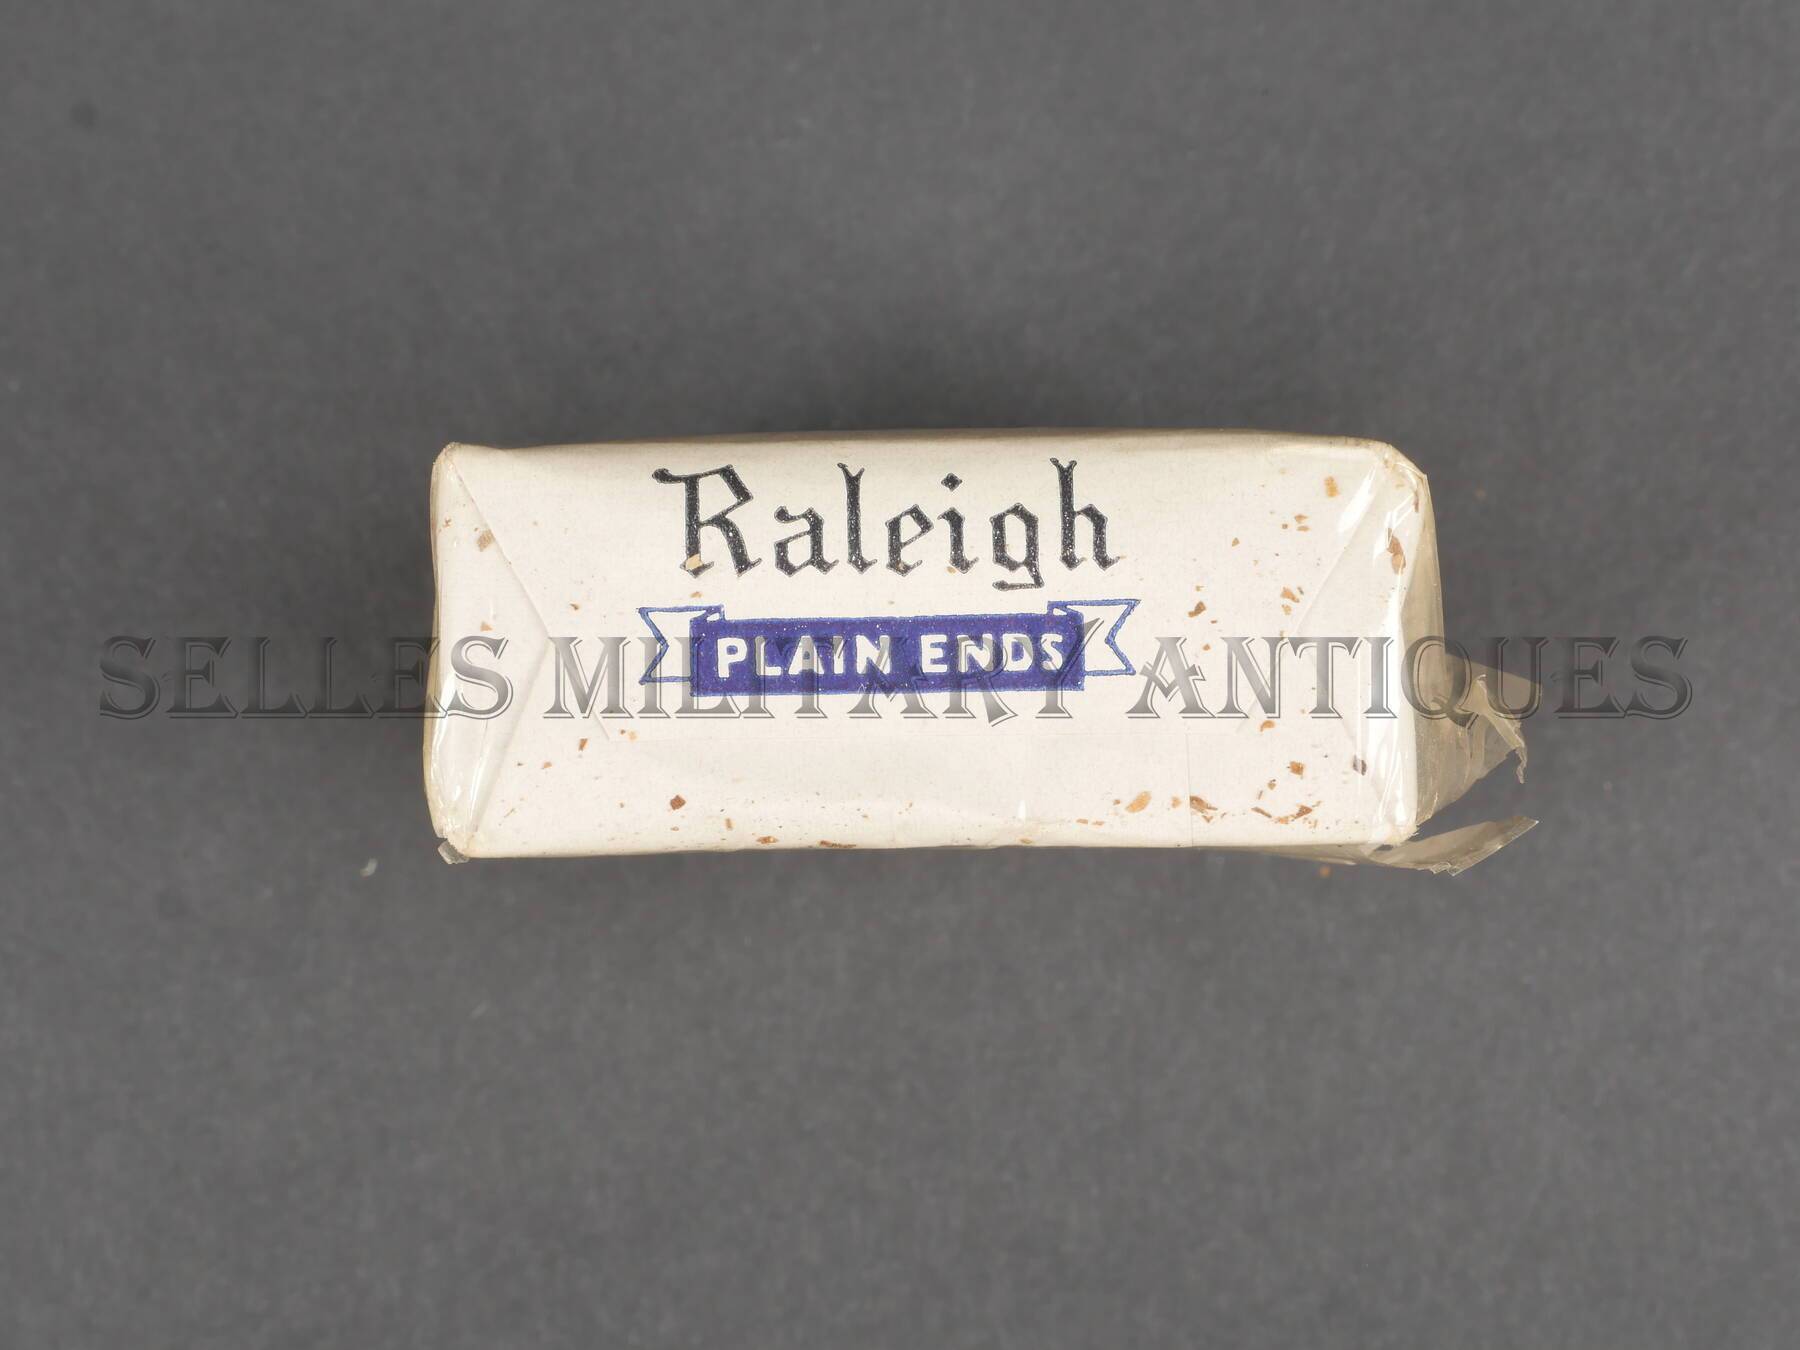 Raleigh
PLAIN ENDS
SELLES MILITARY ANTIQUES